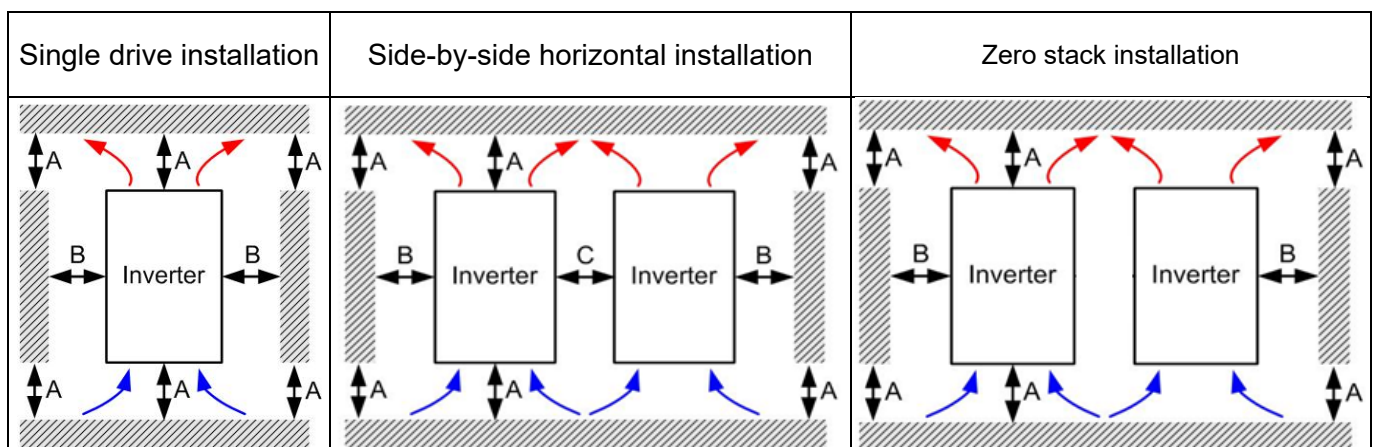 Single drive installation
Side-by-side horizontal installation
Zero stack installation
A
A
A
B
B
Inverter
A
A
A
A
A
A
B
C
B
Inverter
Inverter
A
A
A
A
A
A
B
B
Inverter
Inverter
A
A
A